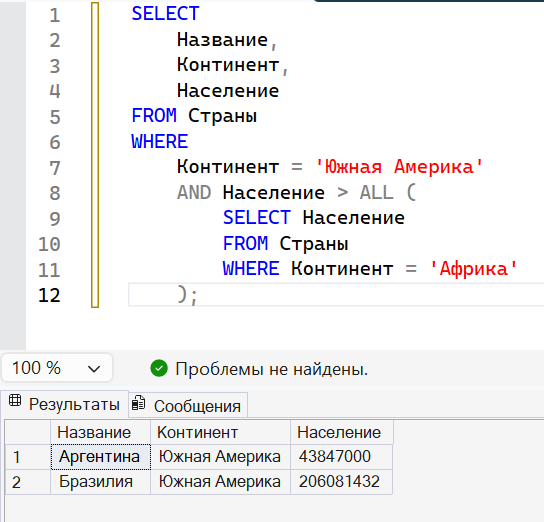 1 SELECT
2 Название,
3 Континент,
4 Население
5 FROM Страны
6 WHERE
7 Континент = 'Южная Америка'
8 AND Население > ALL (
9 SELECT Население
10 FROM Страны
11 WHERE Континент = 'Африка'
12 );
100 % Проблемы не найдены.
Результаты Сообщения
Название Континент Население
1 Аргентина Южная Америка 43847000
2 Бразилия Южная Америка 206081432